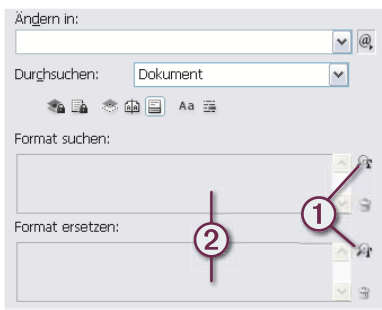 Ändern in:
@
Durchsuchen: Dokument
Aa
Format suchen:
1
Format ersetzen:
2